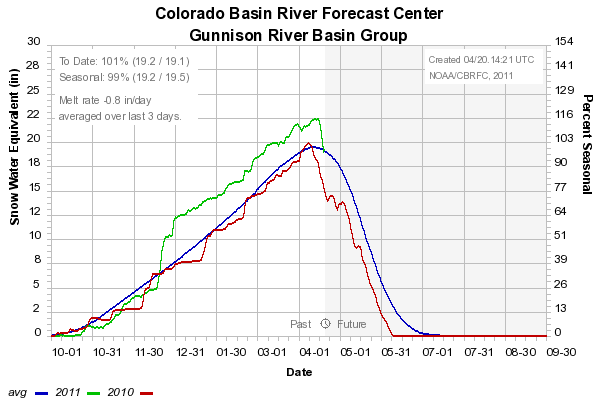 Colorado Basin River Forecast Center
Gunnison River Basin Group
30 154
28 141
25 128
22 116
20 103
18 90
15 77
12 64
10 51
8 39
5 26
2 13
0 0
To Date: 101% (19.2 / 19.1)
Seasonal: 99% (19.2 / 19.5)
Melt rate -0.8 in/day
averaged over last 3 days.
Created 04/20.14:21 UTC
NOAA/CBRFC, 2011
Snow Water Equivalent (in)
Percent Seasonal
Past Future
10-01 10-31 11-30 12-31 01-30 03-01 04-01 05-01 05-31 07-01 07-31 08-30 09-30
Date
avg 2011 2010